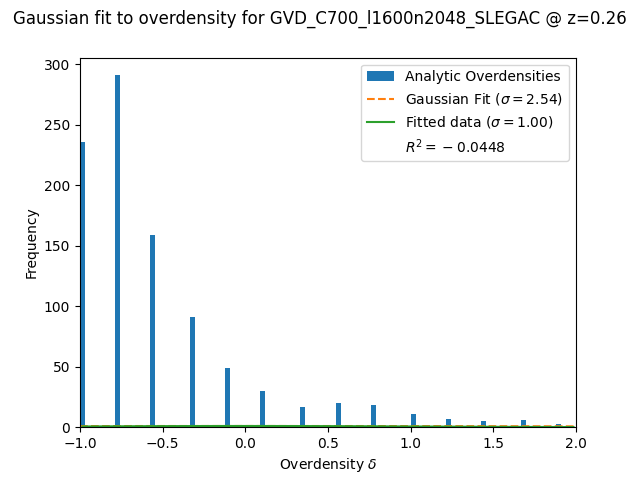 Gaussian fit to overdensity for GVD_C700_l1600n2048_SLEGAC @ z=0.26
Analytic Overdensities
Gaussian Fit (σ = 2.54)
Fitted data (σ = 1.00)
R² = −0.0448
Frequency
300
250
200
150
100
50
0
−1.0 −0.5 0.0 0.5 1.0 1.5 2.0
Overdensity δ